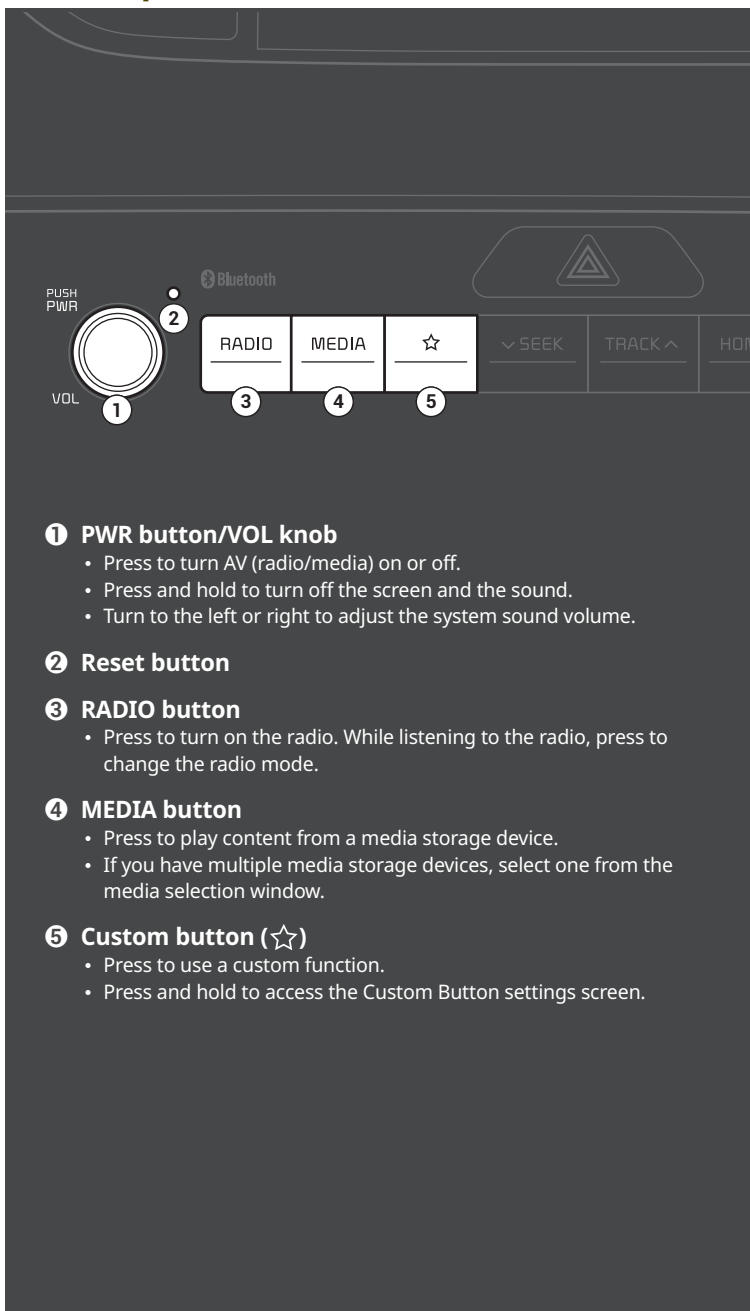 Bluetooth
PUSH
PWR
2
RADIO MEDIA ☆ SEEK TRACK
VOL
1 3 4 5
❶ PWR button/VOL knob
• Press to turn AV (radio/media) on or off.
• Press and hold to turn off the screen and the sound.
• Turn to the left or right to adjust the system sound volume.
❷ Reset button
❸ RADIO button
• Press to turn on the radio. While listening to the radio, press to
change the radio mode.
❹ MEDIA button
• Press to play content from a media storage device.
• If you have multiple media storage devices, select one from the
media selection window.
❺ Custom button (☆)
• Press to use a custom function.
• Press and hold to access the Custom Button settings screen.